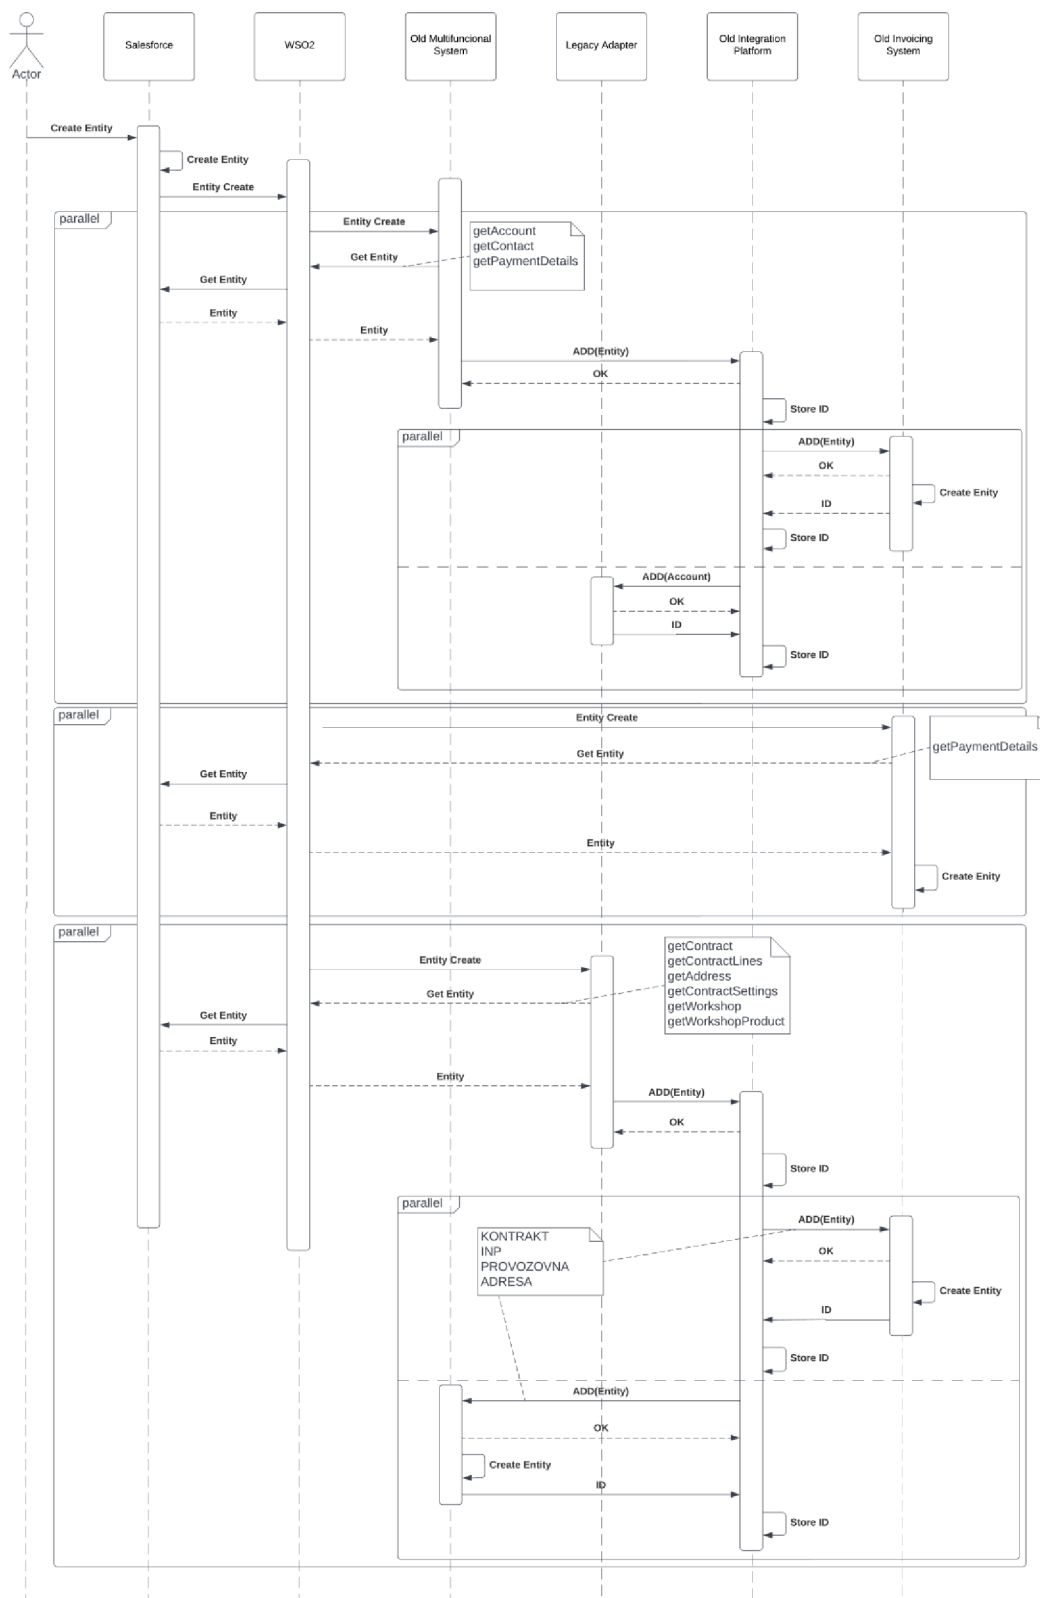 Actor
Salesforce
WSO2
Old Multifuncional
System
Legacy Adapter
Old Integration
Platform
Old Invoicing
System
Create Entity
Create Entity
Entity Create
parallel
Entity Create
getAccount
getContact
getPaymentDetails
Get Entity
Get Entity
Entity
Entity
ADD(Entity)
OK
Store ID
parallel
ADD(Entity)
OK
Create Enity
ID
Store ID
ADD(Account)
OK
ID
Store ID
parallel
Entity Create
getPaymentDetails
Get Entity
Get Entity
Entity
Entity
Create Enity
parallel
getContract
getContractLines
getAddress
getContractSettings
getWorkshop
getWorkshopProduct
Entity Create
Get Entity
Get Entity
Entity
Entity
ADD(Entity)
OK
Store ID
parallel
ADD(Entity)
KONTRAKT
INP
PROVOZOVNA
ADRESA
OK
Create Entity
ID
Store ID
ADD(Entity)
OK
Create Entity
ID
Store ID